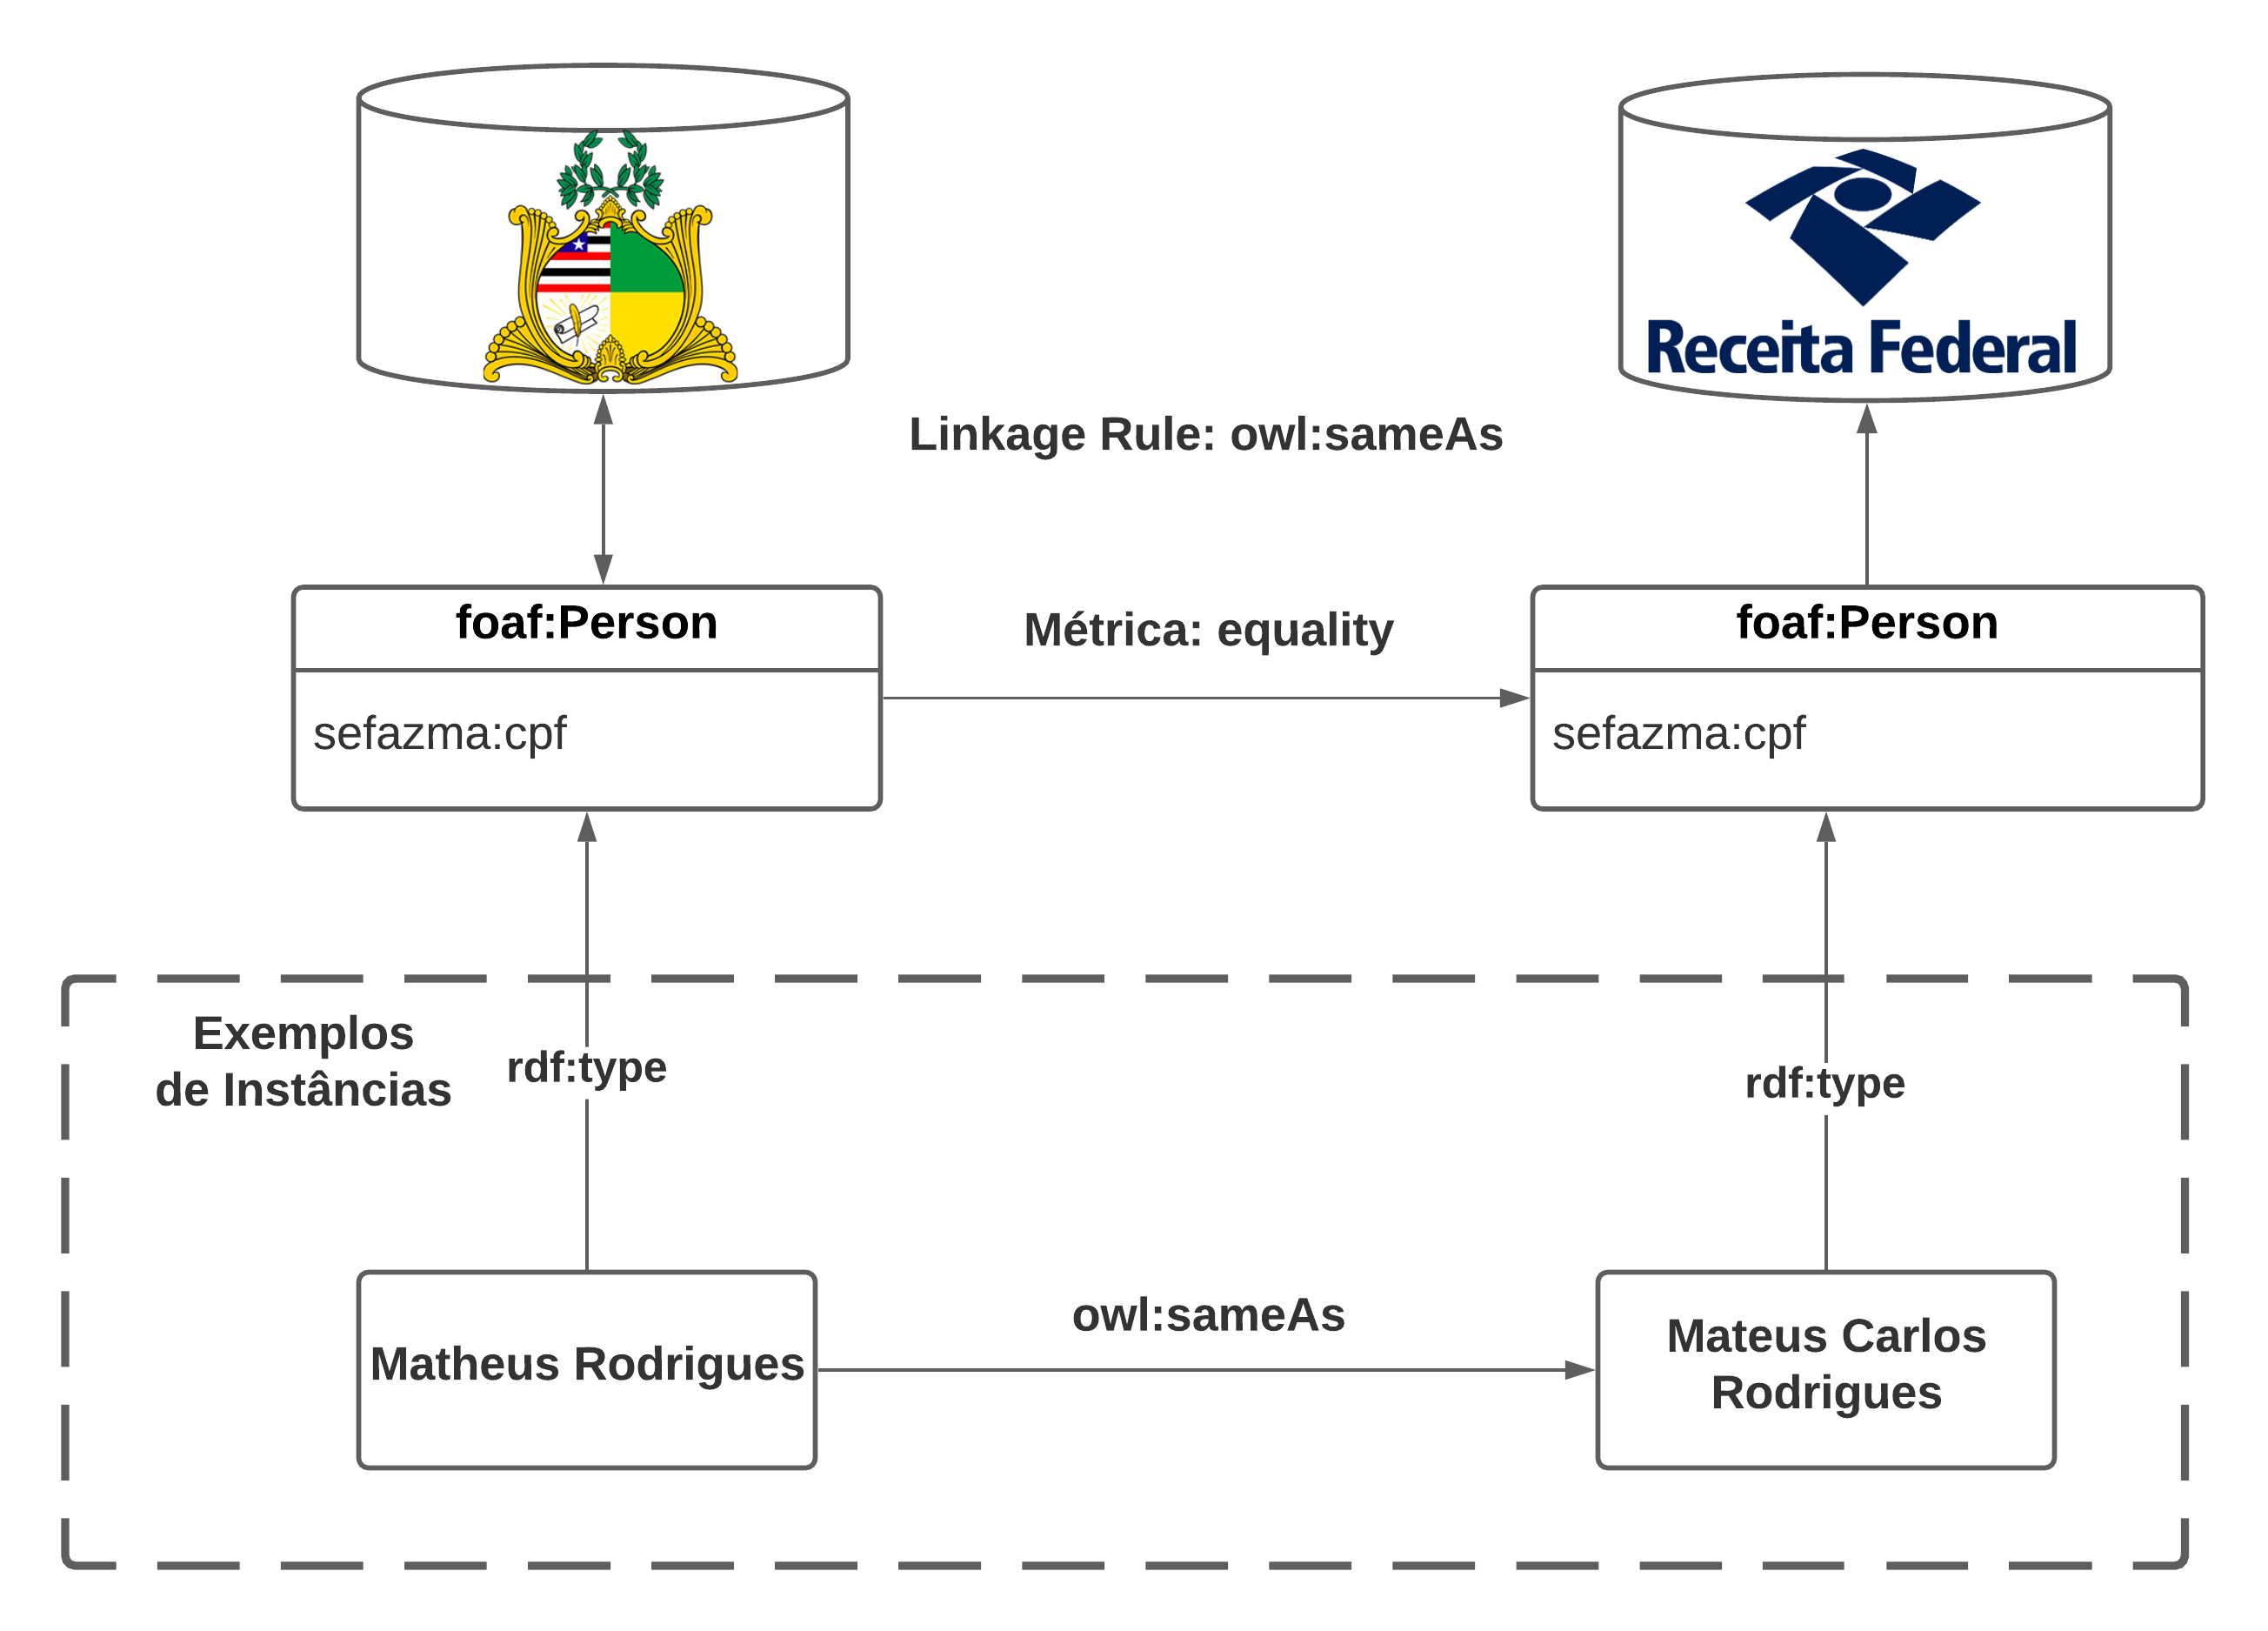 Receita Federal
Linkage Rule: owl:sameAs
foaf:Person
sefazma:cpf
Métrica: equality
foaf:Person
sefazma:cpf
Exemplos
de Instâncias
rdf:type
rdf:type
Matheus Rodrigues
owl:sameAs
Mateus Carlos
Rodrigues